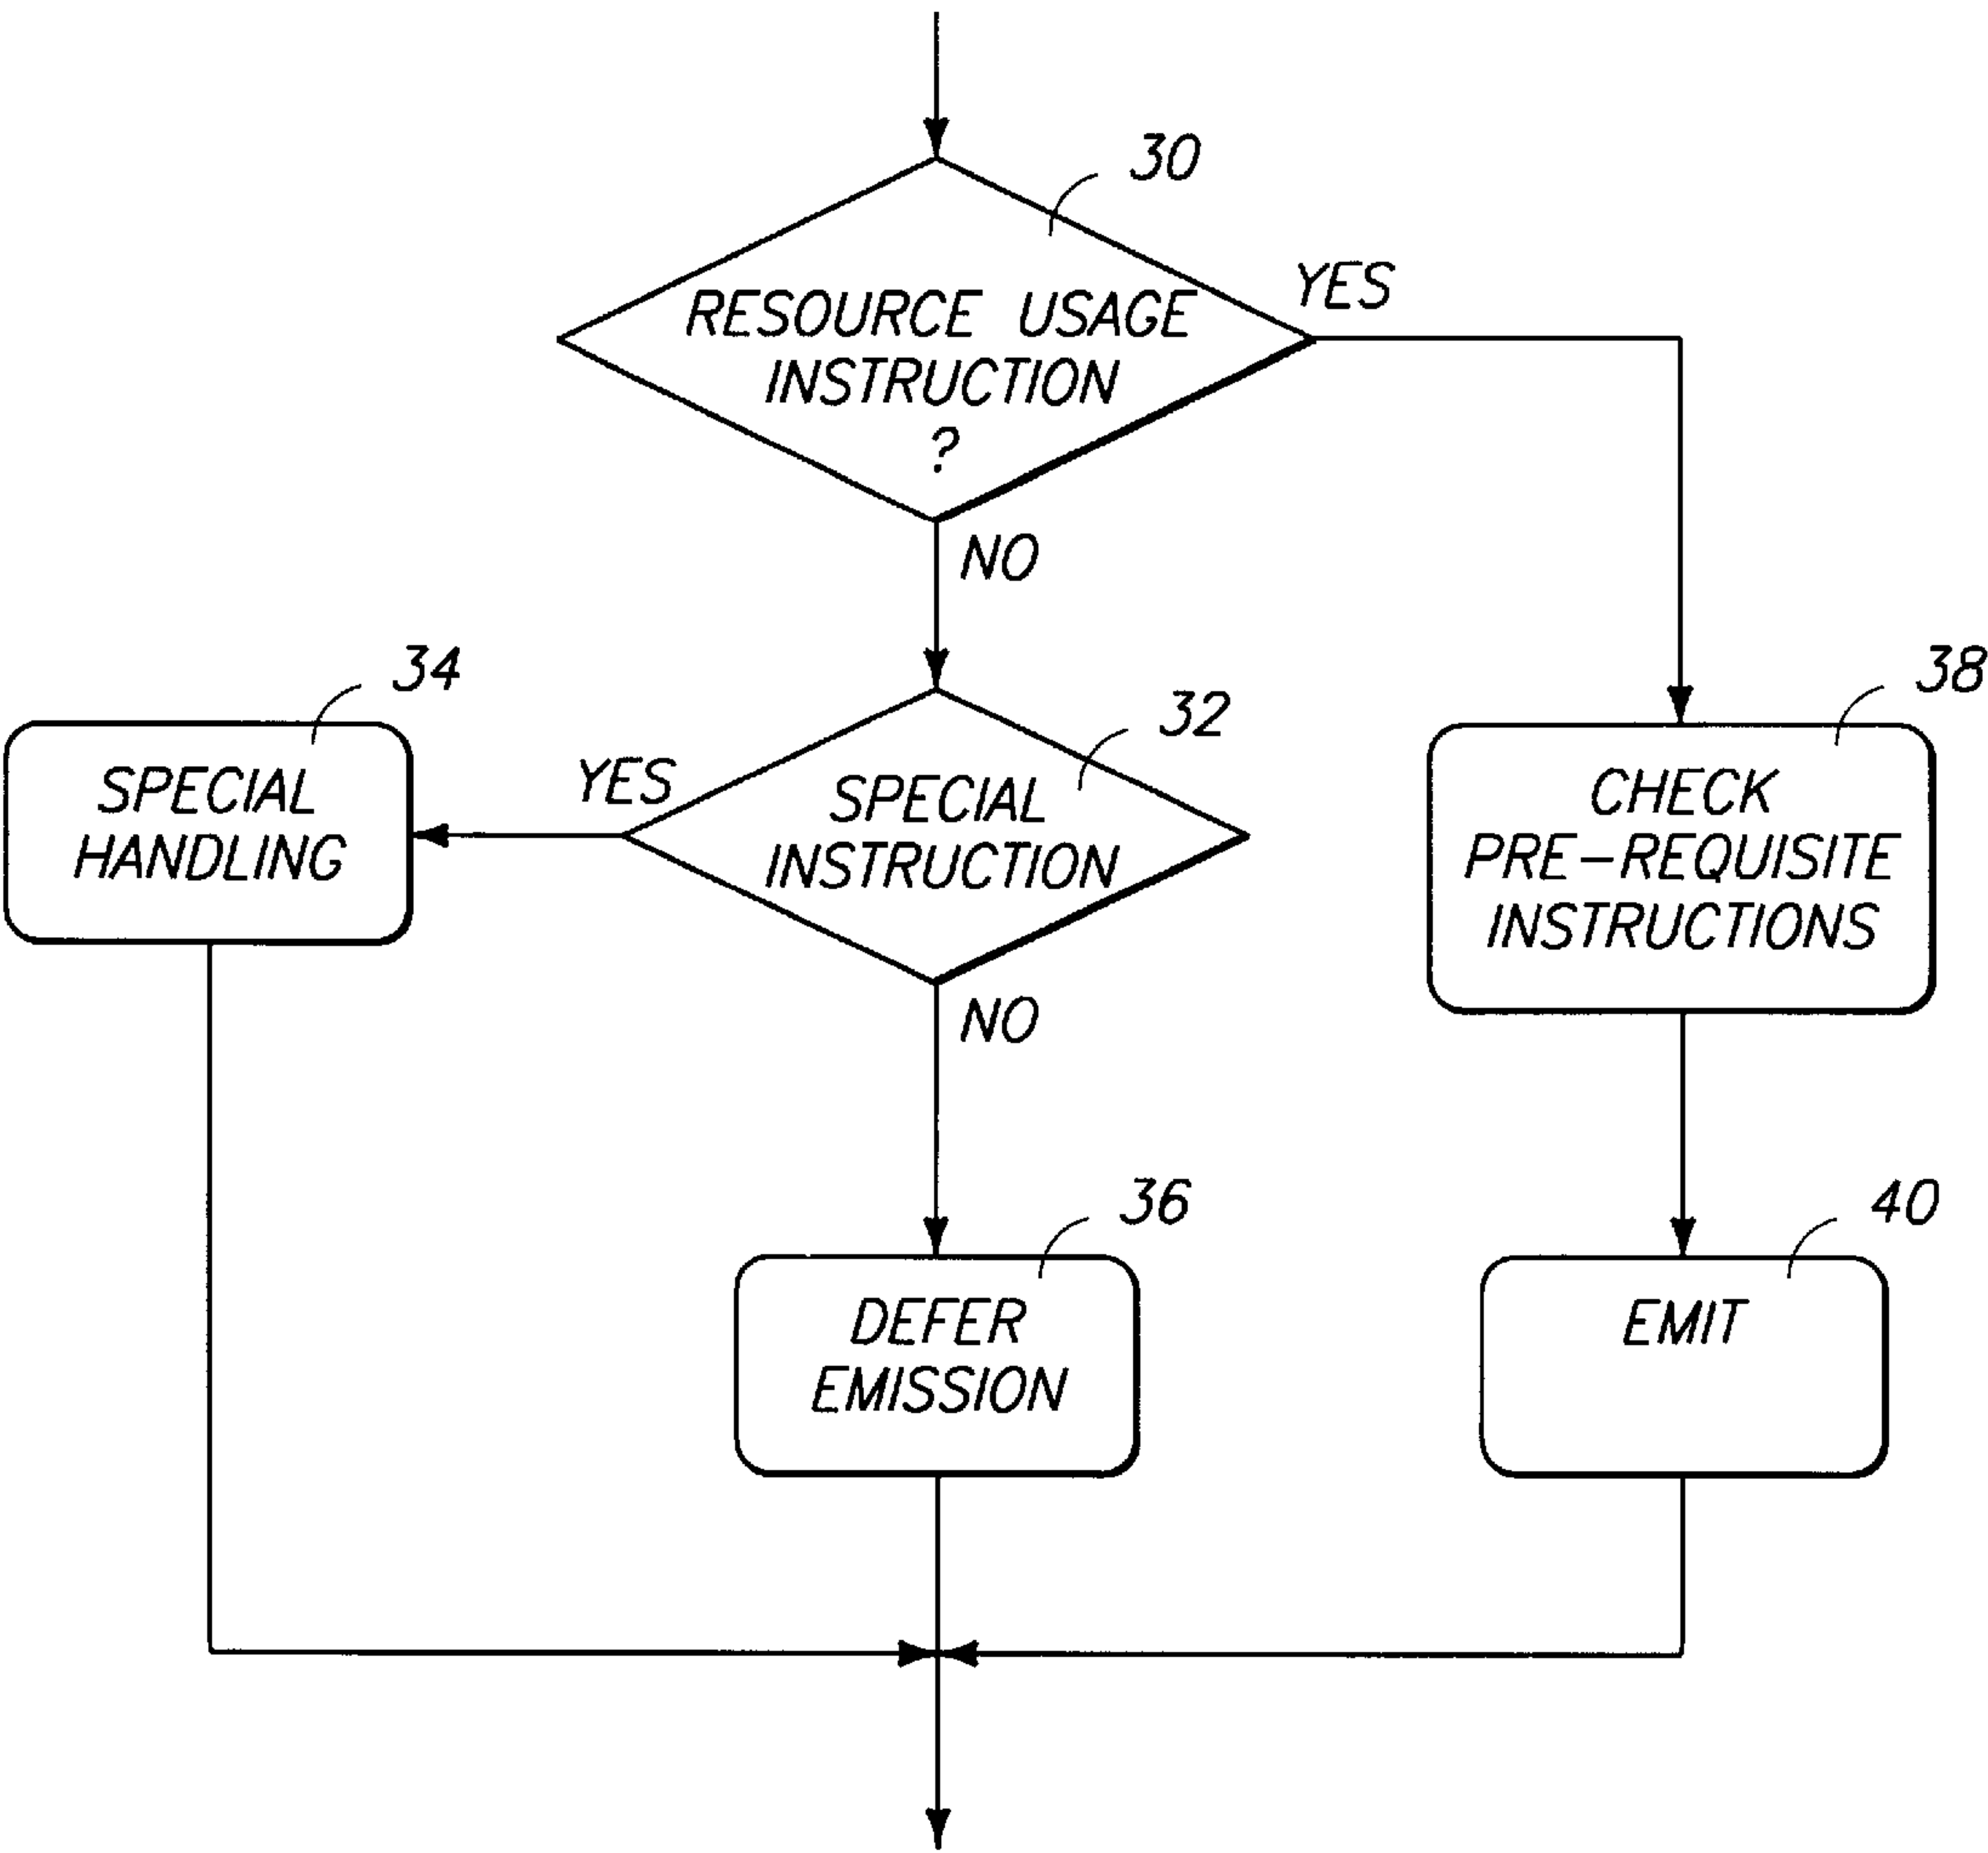 30
RESOURCE USAGE
INSTRUCTION
?
YES
NO
34
SPECIAL
HANDLING
YES
32
SPECIAL
INSTRUCTION
NO
38
CHECK
PRE-REQUISITE
INSTRUCTIONS
36
DEFER
EMISSION
40
EMIT